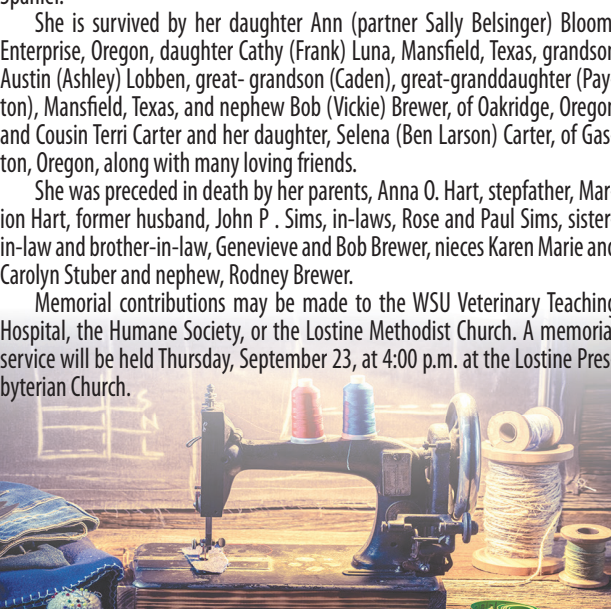 Spaniel.
She is survived by her daughter Ann (partner Sally Belsinger) Bloom
Enterprise, Oregon, daughter Cathy (Frank) Luna, Mansfield, Texas, grandson
Austin (Ashley) Lobben, great- grandson (Caden), great-granddaughter (Pay
ton), Mansfield, Texas, and nephew Bob (Vickie) Brewer, of Oakridge, Oregon
and Cousin Terri Carter and her daughter, Selena (Ben Larson) Carter, of Gas
ton, Oregon, along with many loving friends.
She was preceded in death by her parents, Anna O. Hart, stepfather, Mar
ion Hart, former husband, John P . Sims, in-laws, Rose and Paul Sims, sister
in-law and brother-in-law, Genevieve and Bob Brewer, nieces Karen Marie and
Carolyn Stuber and nephew, Rodney Brewer.
Memorial contributions may be made to the WSU Veterinary Teaching
Hospital, the Humane Society, or the Lostine Methodist Church. A memoria
service will be held Thursday, September 23, at 4:00 p.m. at the Lostine Pres
byterian Church.